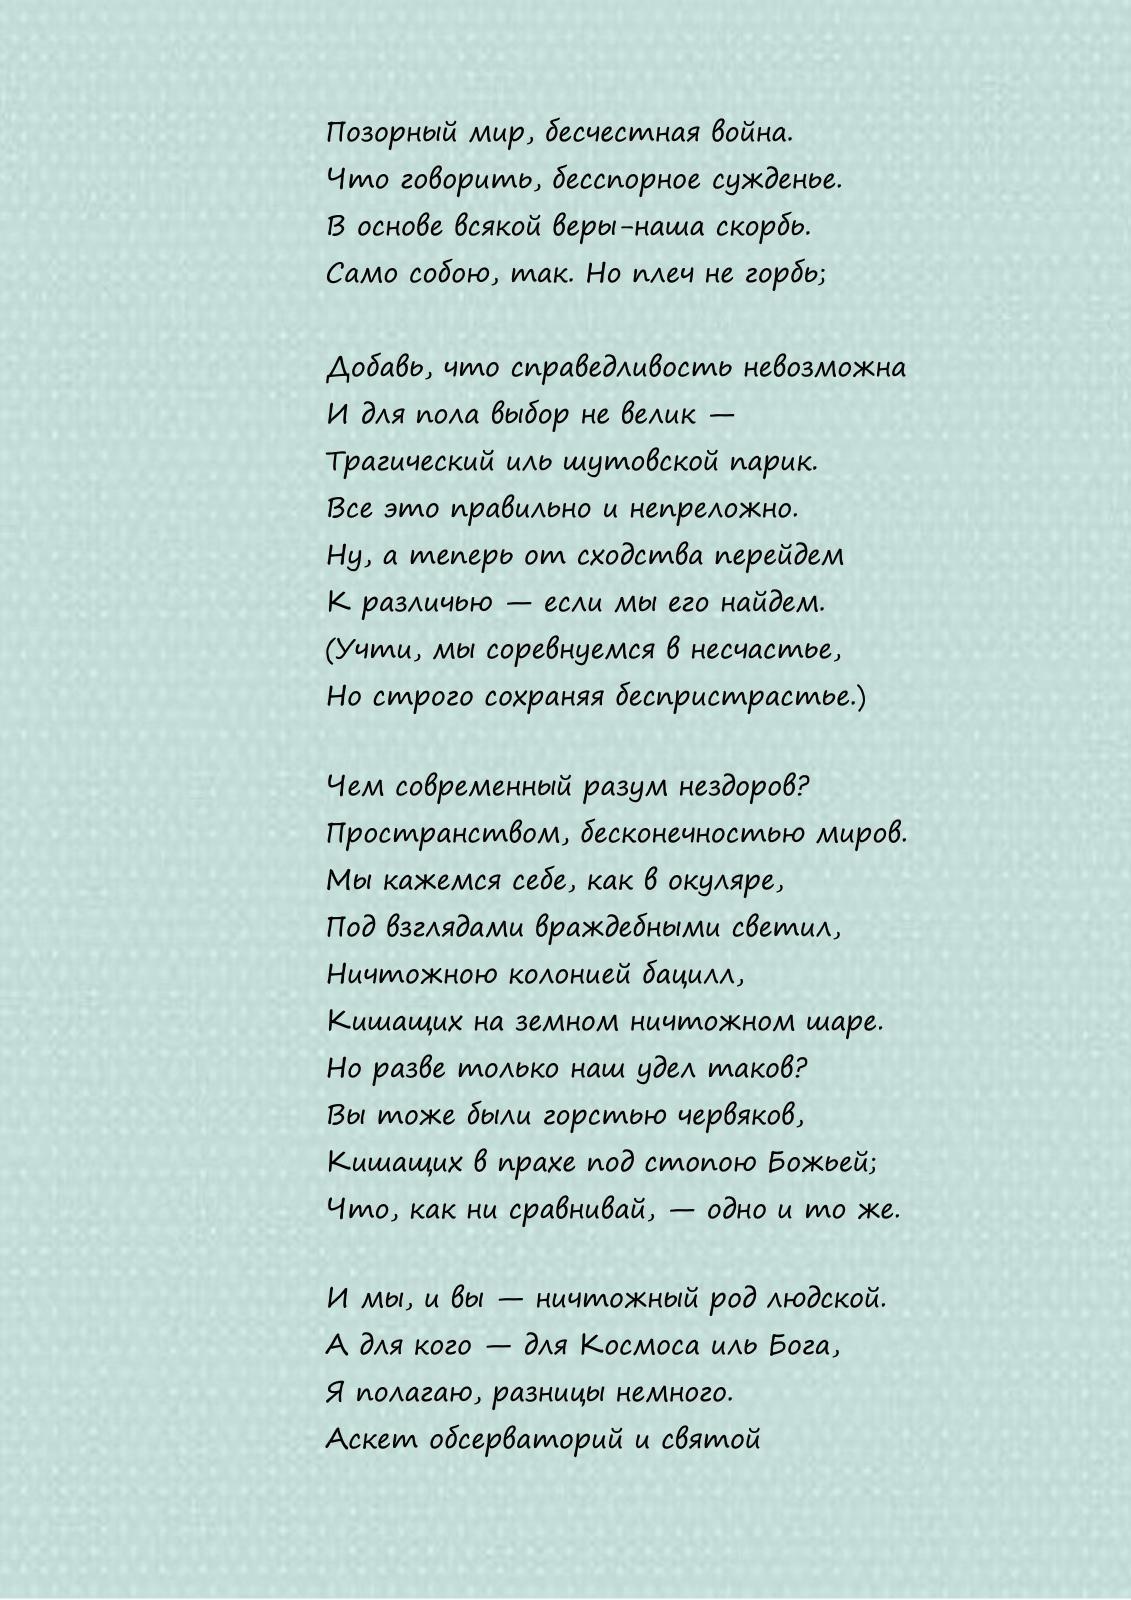 Позорный мир, бесчестная война.
Что говорить, бесспорное сужденье.
В основе всякой веры-наша скорбь.
Само собою, так. Но плеч не горбь;
Добавь, что справедливость невозможна
И для пола выбор не велик —
Трагический иль шутовской парик.
Все это правильно и непреложно.
Ну, а теперь от сходства перейдем
К различью — если мы его найдем.
(Учти, мы соревнуемся в несчастье,
Но строго сохраняя беспристрастье.)
Чем современный разум нездоров?
Пространством, бесконечностью миров.
Мы кажемся себе, как в окуляре,
Под взглядами враждебными светил,
Ничтожною колонией бацилл,
Кишащих на земном ничтожном шаре.
Но разве только наш удел таков?
Вы тоже были горстью червяков,
Кишащих в прахе под стопою Божьей;
Что, как ни сравнивай, — одно и то же.
И мы, и вы — ничтожный род людской.
А для кого — для Космоса иль Бога,
Я полагаю, разницы немного.
Аскет обсерваторий и святой